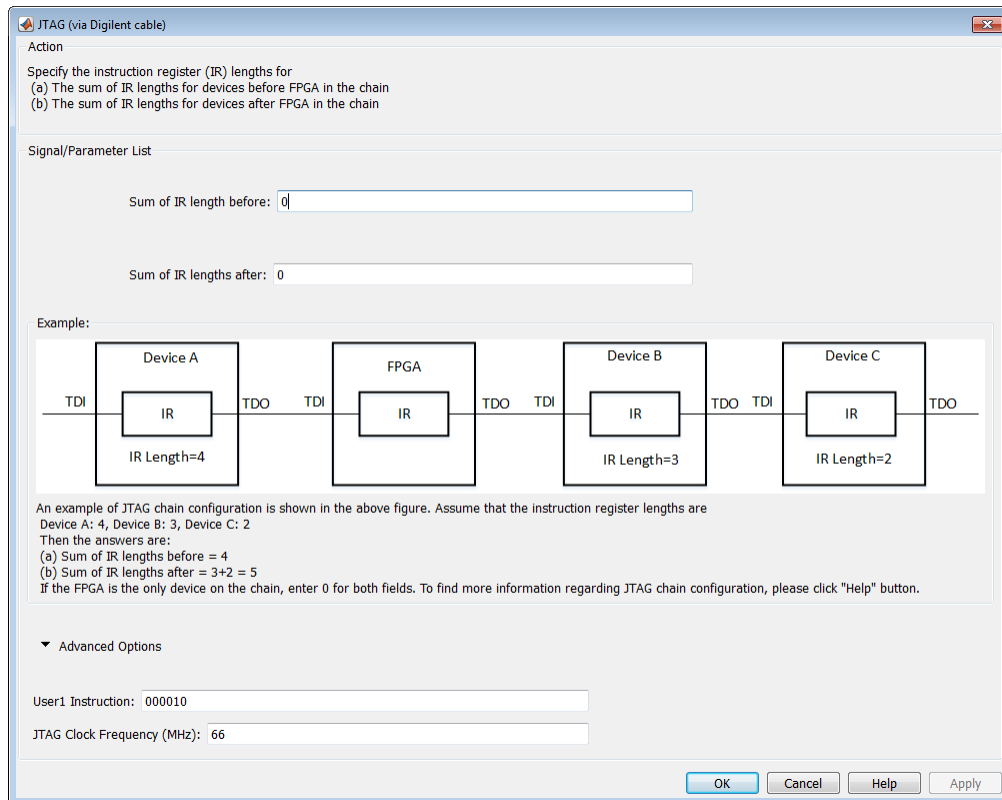 JTAG (via Digilent cable)
Action
Specify the instruction register (IR) lengths for
(a) The sum of IR lengths for devices before FPGA in the chain
(b) The sum of IR lengths for devices after FPGA in the chain
Signal/Parameter List
Sum of IR length before: 0
Sum of IR lengths after: 0
Example:
Device A FPGA Device B Device C
TDI IR TDO TDI IR TDO TDI IR TDO TDI IR TDO
IR Length=4 IR Length=3 IR Length=2
An example of JTAG chain configuration is shown in the above figure. Assume that the instruction register lengths are
Device A: 4, Device B: 3, Device C: 2
Then the answers are:
(a) Sum of IR lengths before = 4
(b) Sum of IR lengths after = 3+2 = 5
If the FPGA is the only device on the chain, enter 0 for both fields. To find more information regarding JTAG chain configuration, please click "Help" button.
Advanced Options
User1 Instruction: 000010
JTAG Clock Frequency (MHz): 66
OK Cancel Help Apply